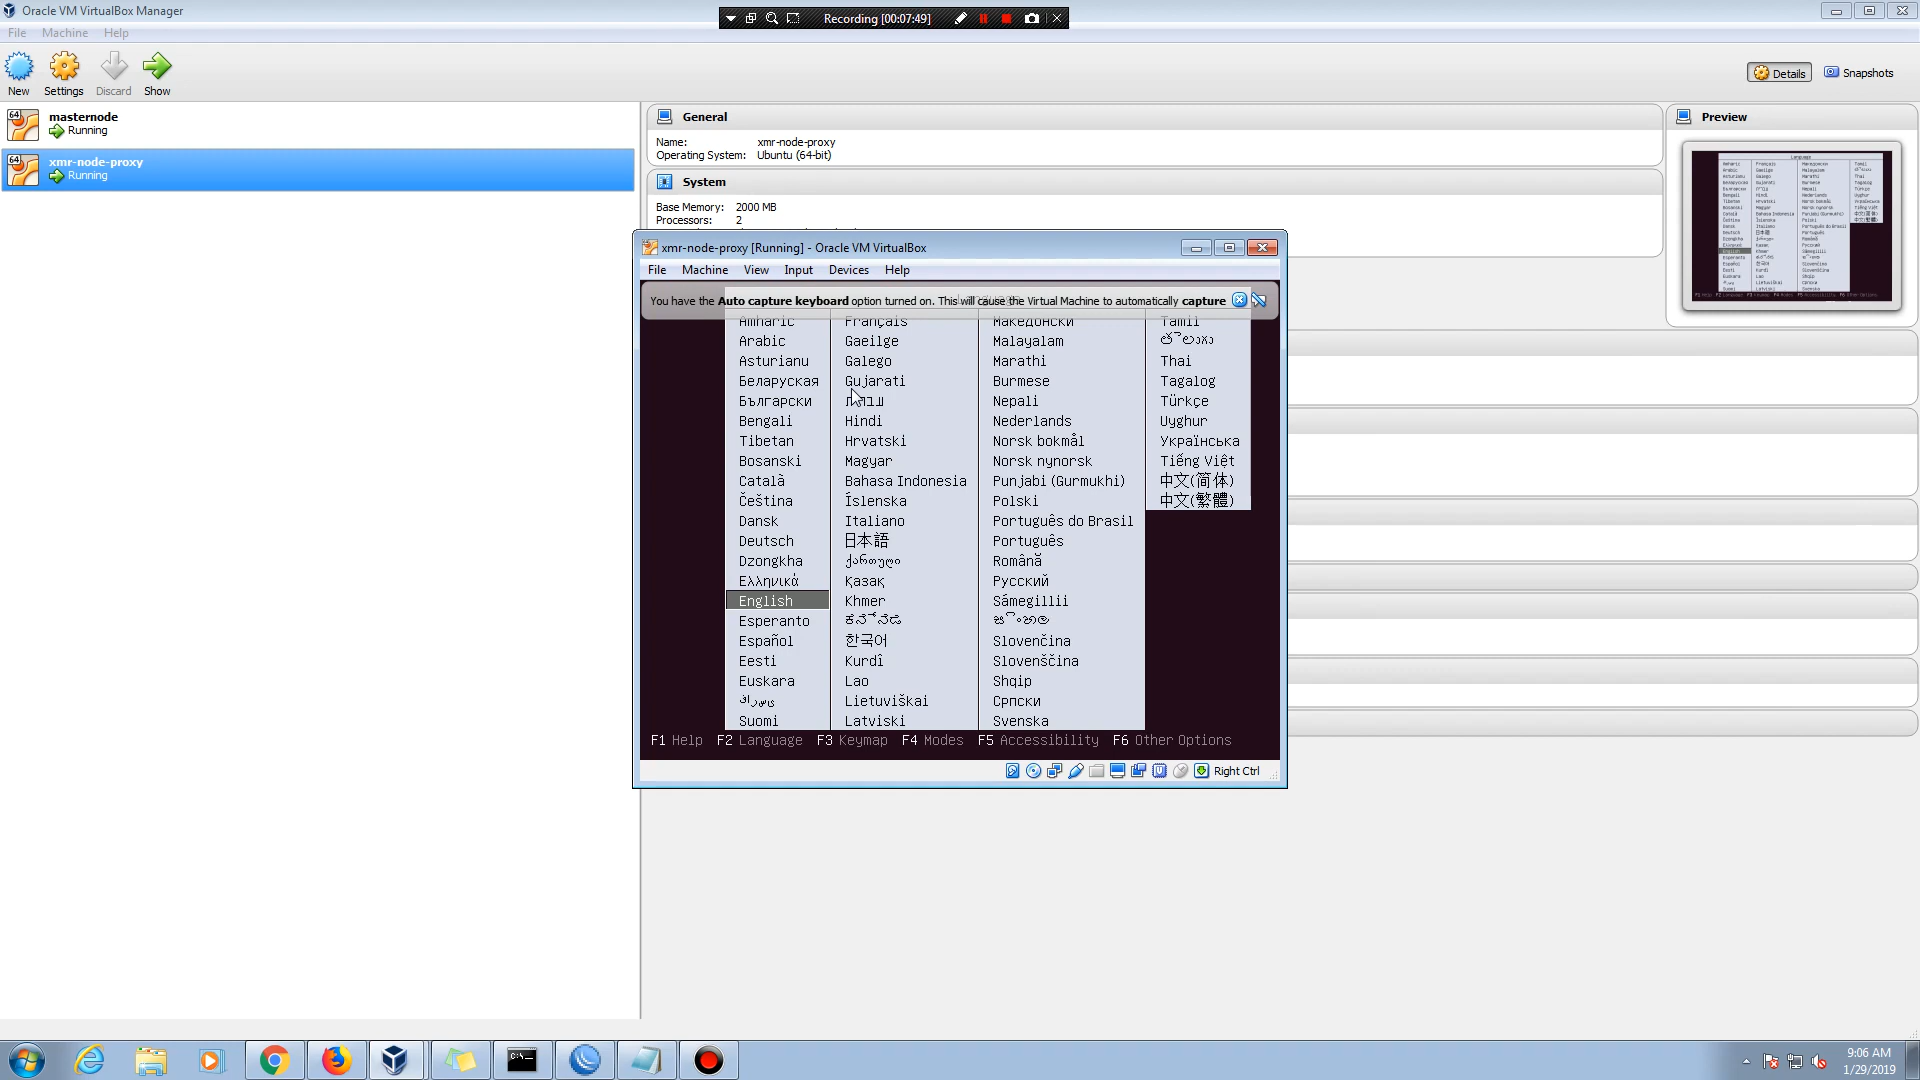 Oracle VM VirtualBox Manager
Recording [00:07:49]
File Machine Help
New Settings Discard Show
Details Snapshots
64 masternode
Running
64 xmr-node-proxy
Running
General
Name: xmr-node-proxy
Operating System: Ubuntu (64-bit)
System
Base Memory: 2000 MB
Processors: 2
Preview
xmr-node-proxy [Running] - Oracle VM VirtualBox
File Machine View Input Devices Help
You have the Auto capture keyboard option turned on. This will cause the Virtual Machine to automatically capture
Amharic
Arabic
Asturianu
Беларуская
Български
Bengali
Tibetan
Bosanski
Català
Čeština
Dansk
Deutsch
Dzongkha
Ελληνικά
English
Esperanto
Español
Eesti
Euskara
Suomi
Français
Gaeilge
Galego
Gujarati
עברית
Hindi
Hrvatski
Magyar
Bahasa Indonesia
Íslenska
Italiano
日本語
ქართული
Қазақ
Khmer
한국어
Kurdî
Lao
Lietuviškai
Latviski
Македонски
Malayalam
Marathi
Burmese
Nepali
Nederlands
Norsk bokmål
Norsk nynorsk
Punjabi (Gurmukhi)
Polski
Português do Brasil
Português
Română
Русский
Sámegillii
Slovenčina
Slovenščina
Shqip
Српски
Svenska
Tamil
Thai
Tagalog
Türkçe
Uyghur
Українська
Tiếng Việt
中文(简体)
中文(繁體)
F1 Help F2 Language F3 Keymap F4 Modes F5 Accessibility F6 Other Options
Right Ctrl
9:06 AM
1/29/2019